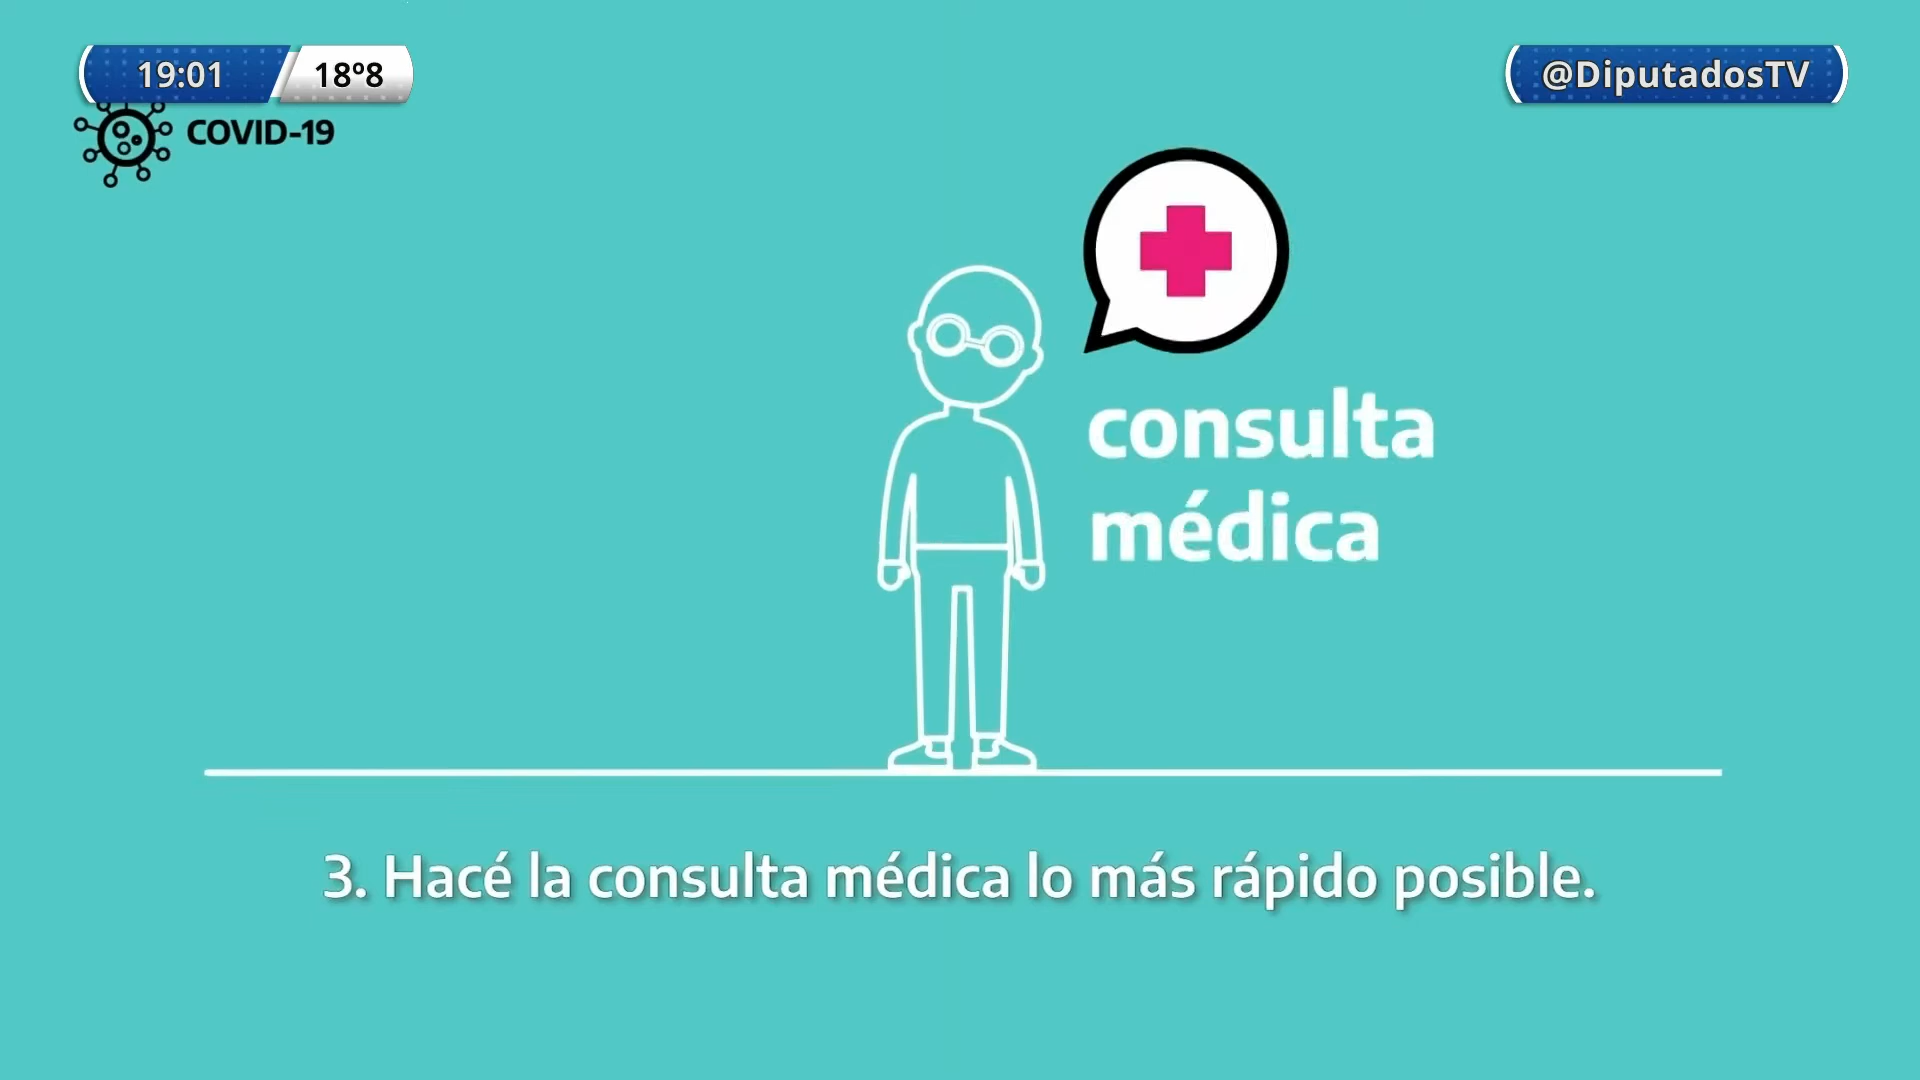 19:01 18º8
@DiputadosTV
COVID-19
consulta
médica
3. Hacé la consulta médica lo más rápido posible.